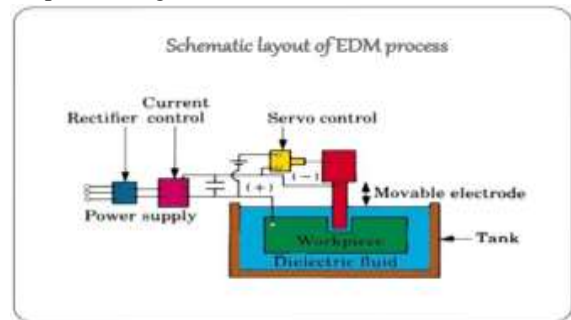 Schematic layout of EDM process
Current
Rectifier control
Servo control
(−)
(+)
Movable electrode
Power supply
Workpiece
Tank
Dielectric fluid